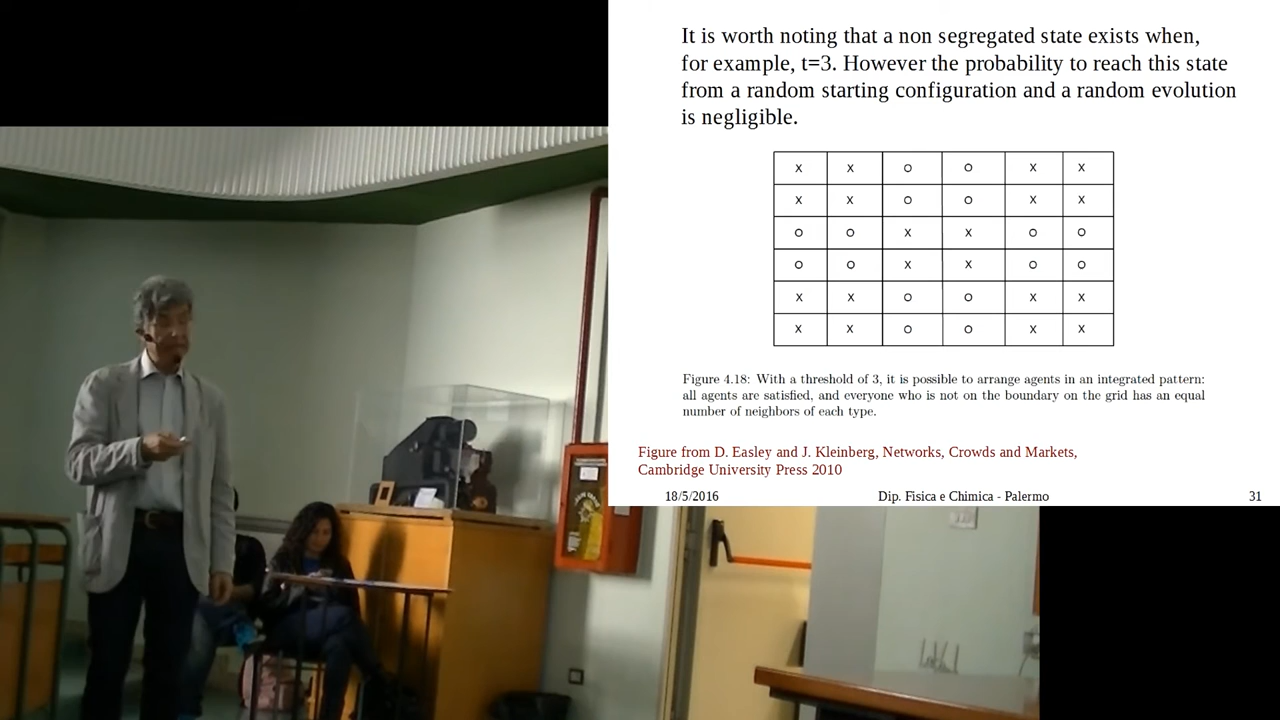 It is worth noting that a non segregated state exists when,
for example, t=3. However the probability to reach this state
from a random starting configuration and a random evolution
is negligible.
X X O O X X
X X O O X X
O O X X O O
O O X X O O
X X O O X X
X X O O X X
Figure 4.18: With a threshold of 3, it is possible to arrange agents in an integrated pattern:
all agents are satisfied, and everyone who is not on the boundary on the grid has an equal
number of neighbors of each type.
Figure from D. Easley and J. Kleinberg, Networks, Crowds and Markets,
Cambridge University Press 2010
18/5/2016 Dip. Fisica e Chimica - Palermo 31